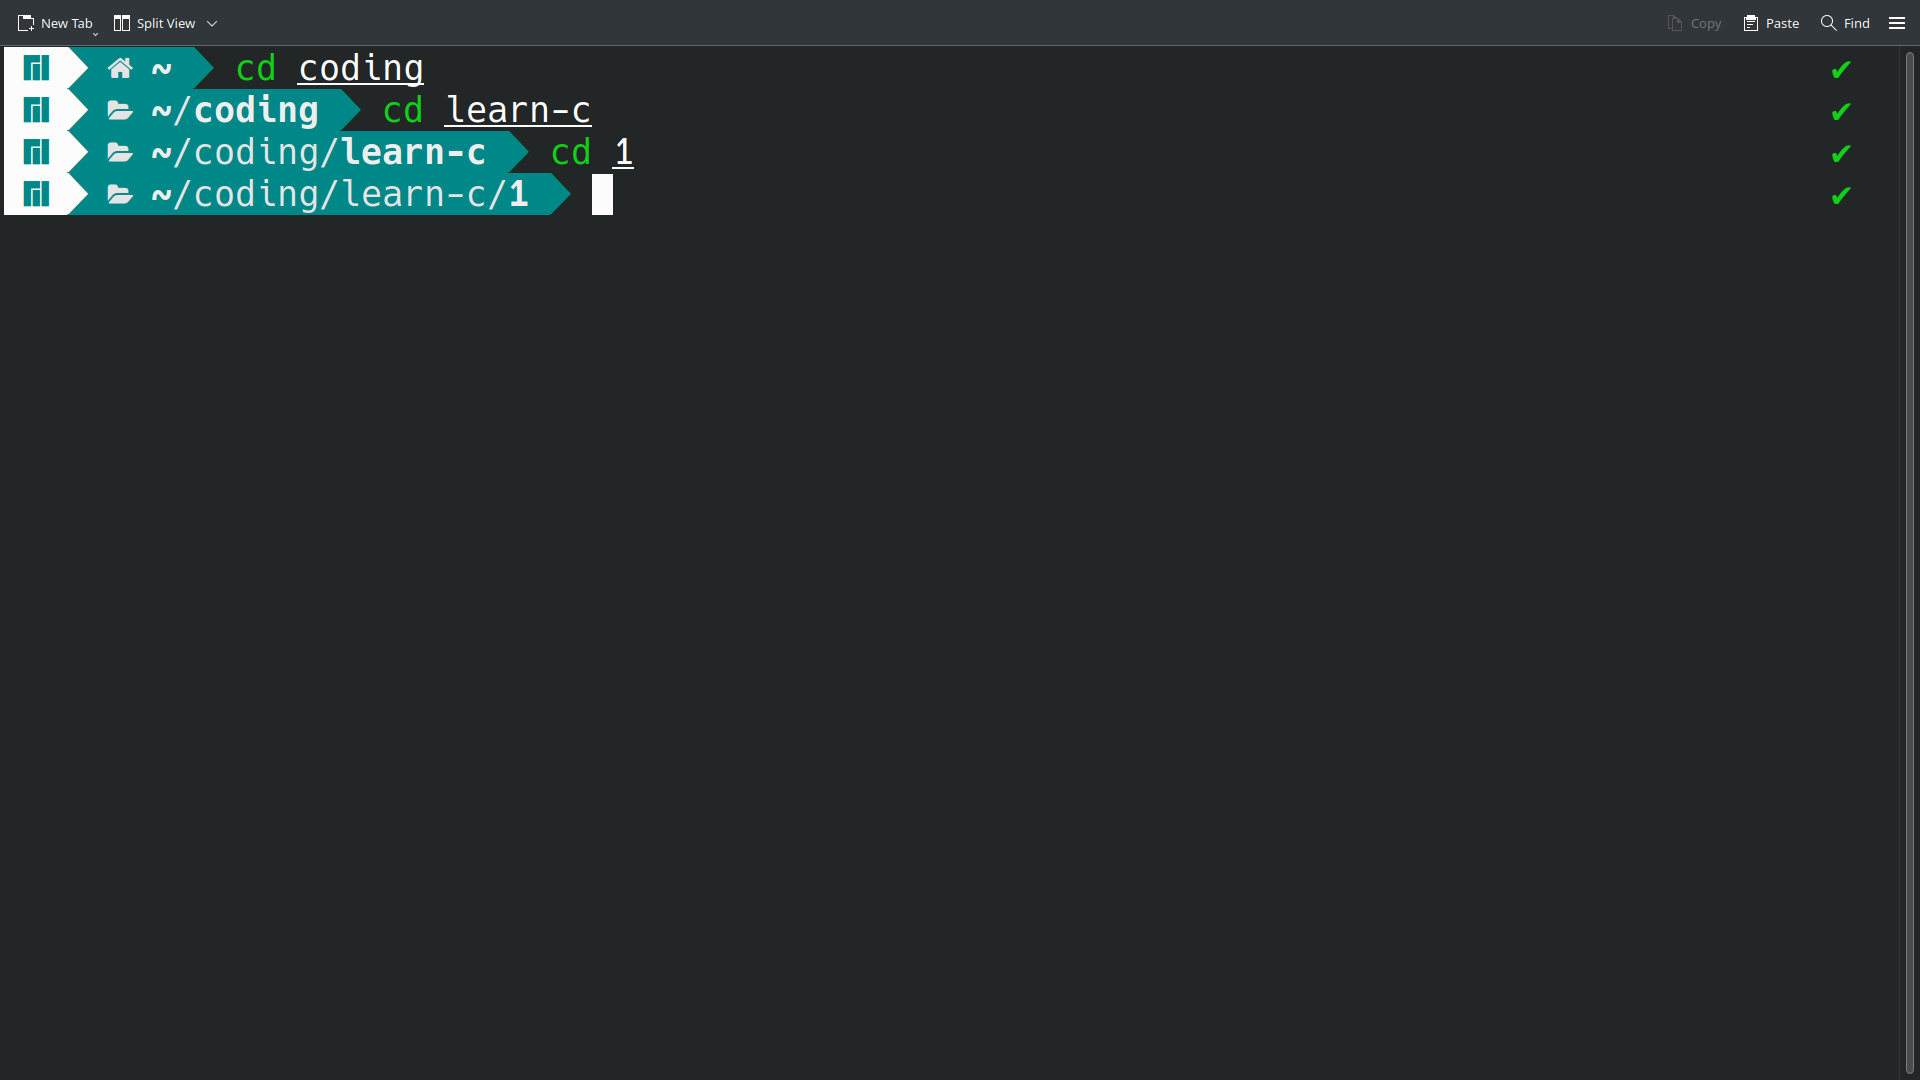 New Tab Split View Copy Paste Find
~ cd coding ✔
~/coding cd learn-c ✔
~/coding/learn-c cd 1 ✔
~/coding/learn-c/1 ✔